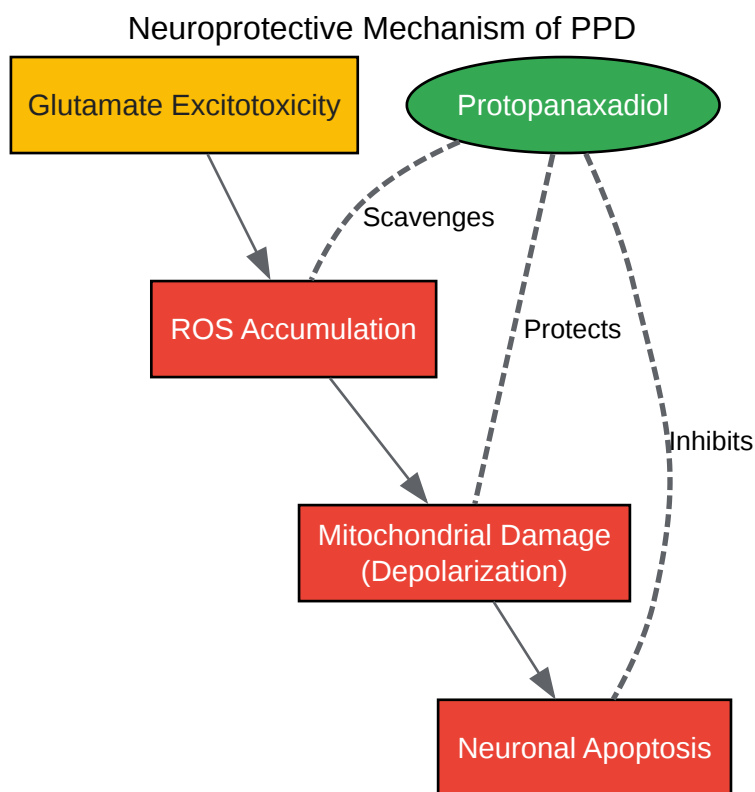 Neuroprotective Mechanism of PPD
Glutamate Excitotoxicity
Protopanaxadiol
Scavenges
ROS Accumulation
Protects
Inhibits
Mitochondrial Damage
(Depolarization)
Neuronal Apoptosis